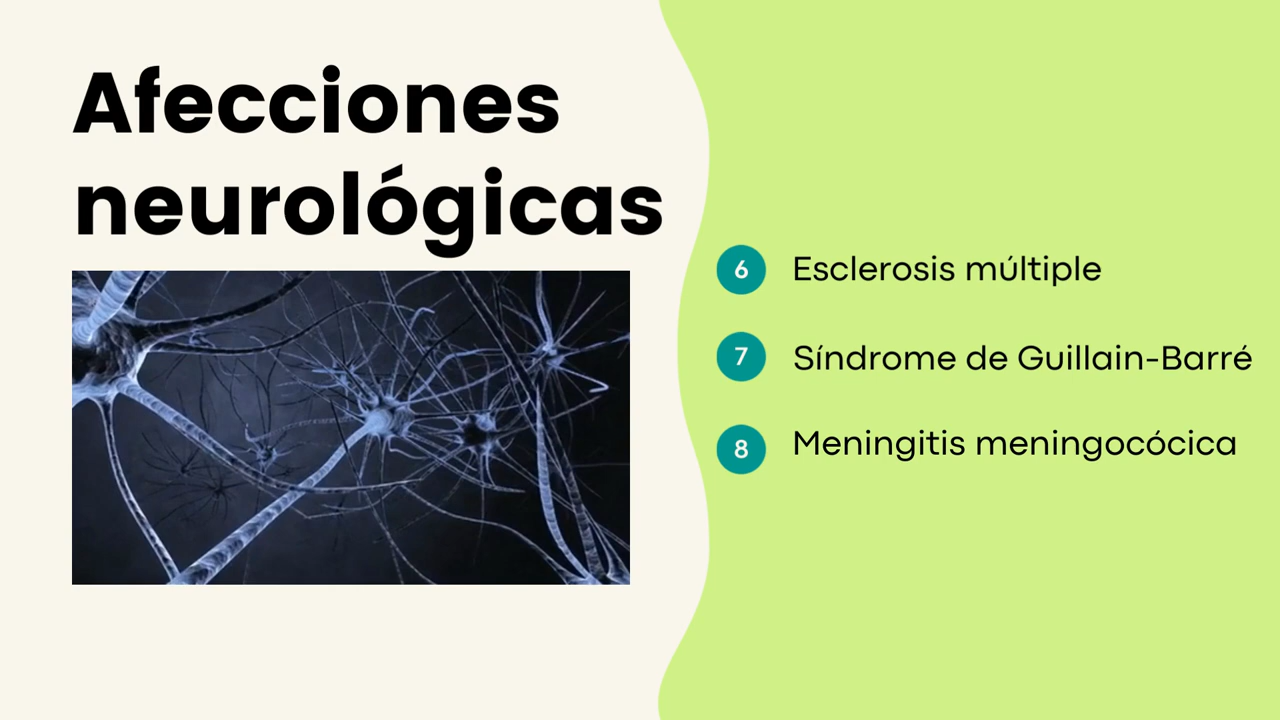 Afecciones
neurológicas
6 Esclerosis múltiple
7 Síndrome de Guillain-Barré
8 Meningitis meningocócica